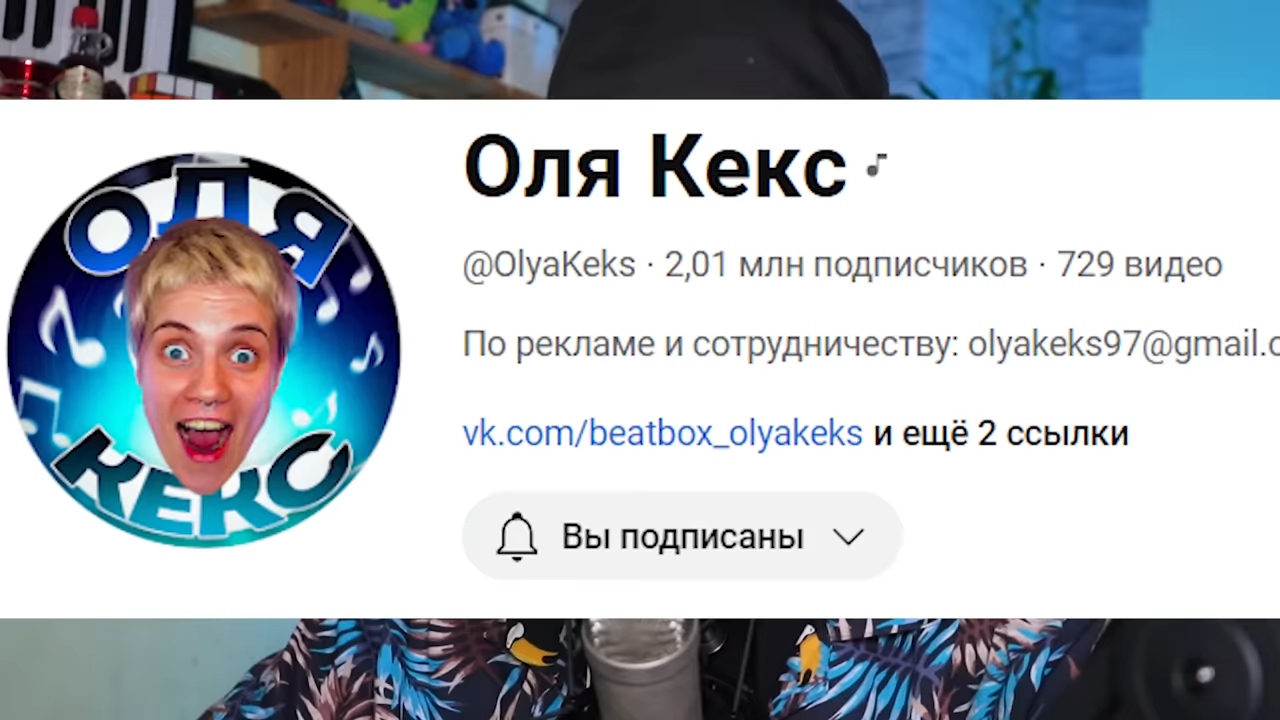 ОЛЯ
КЕКС
Оля Кекс
@OlyaKeks · 2,01 млн подписчиков · 729 видео
По рекламе и сотрудничеству: olyakeks97@gmail.c
vk.com/beatbox_olyakeks и ещё 2 ссылки
Вы подписаны